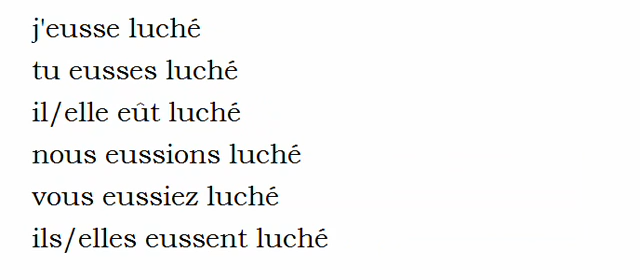 j'eusse luché
tu eusses luché
il/elle eût luché
nous eussions luché
vous eussiez luché
ils/elles eussent luché